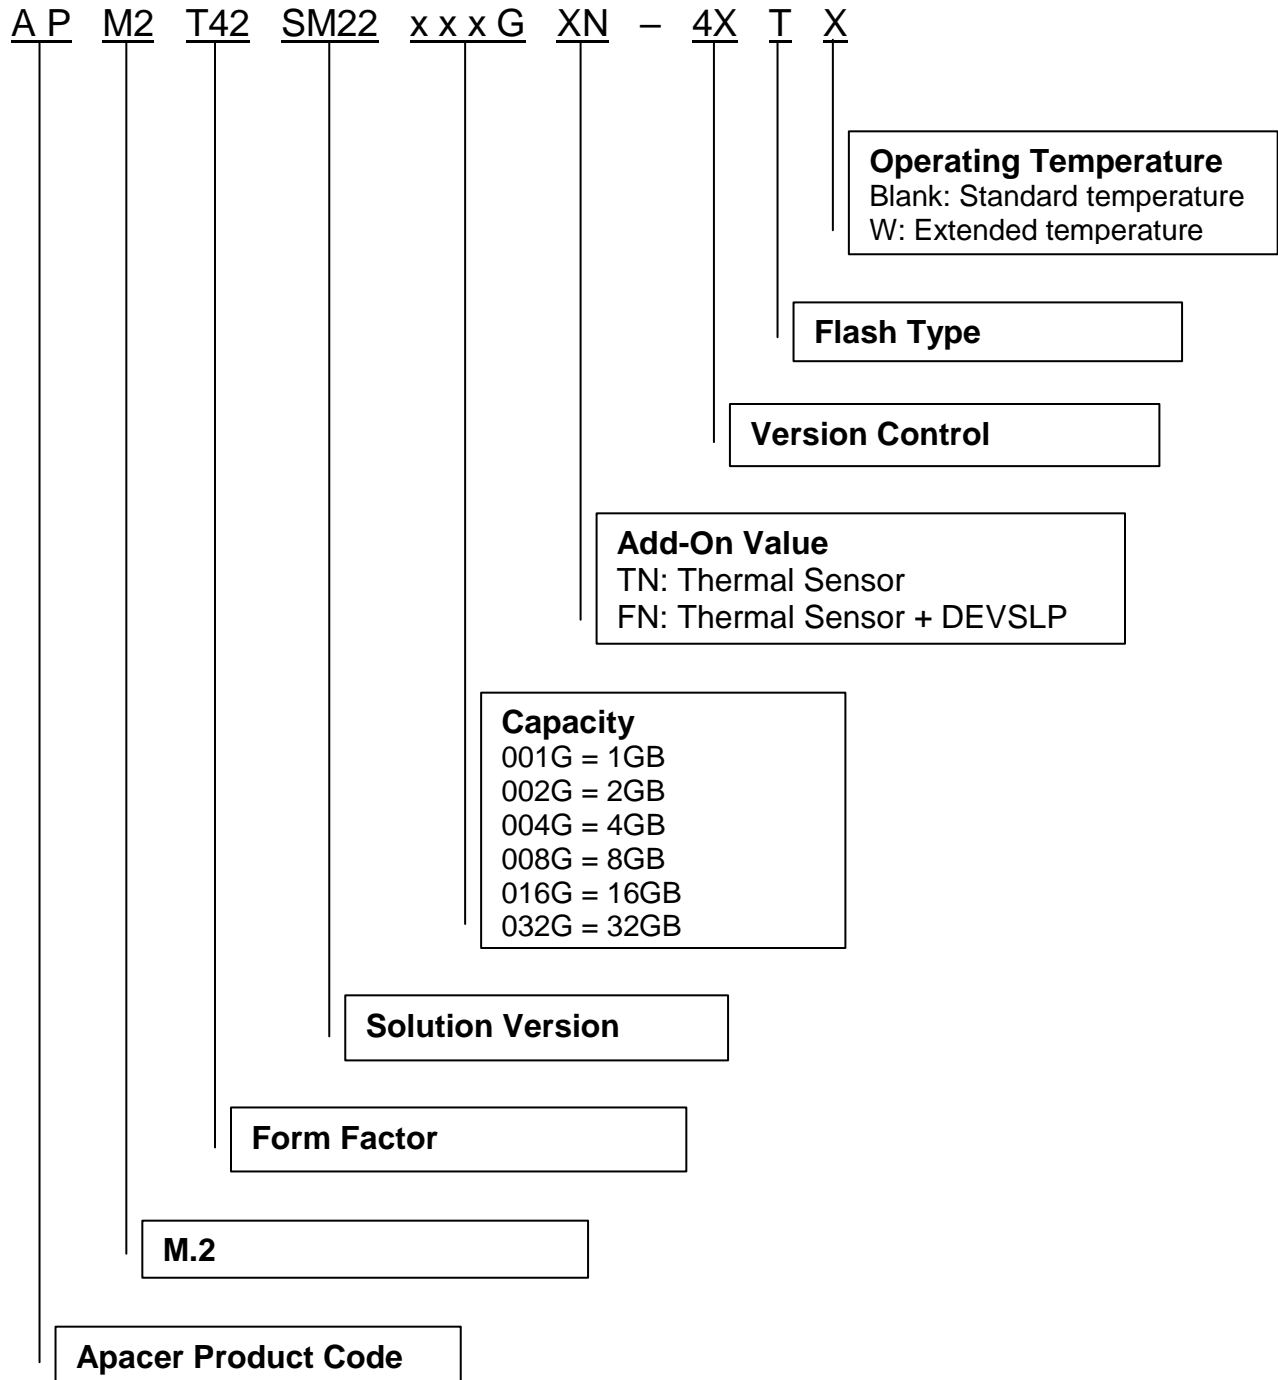 A P M2 T42 SM22 x x x G XN – 4X T X
Operating Temperature
Blank: Standard temperature
W: Extended temperature
Flash Type
Version Control
Add-On Value
TN: Thermal Sensor
FN: Thermal Sensor + DEVSLP
Capacity
001G = 1GB
002G = 2GB
004G = 4GB
008G = 8GB
016G = 16GB
032G = 32GB
Solution Version
Form Factor
M.2
Apacer Product Code